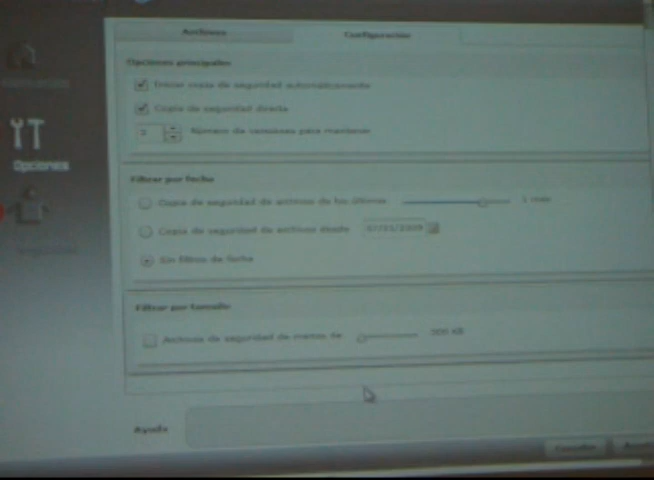 Archivos
Configuración
Opciones principales
Iniciar copia de seguridad automáticamente
Copia de seguridad directa
Número de versiones para mantener
Opciones
Filtrar por fecha
Copia de seguridad de archivos de los últimos 1 mes
Copia de seguridad de archivos desde
Sin filtros de fecha
Filtrar por tamaño
Archivos de seguridad de menos de
Ayuda
Cancelar